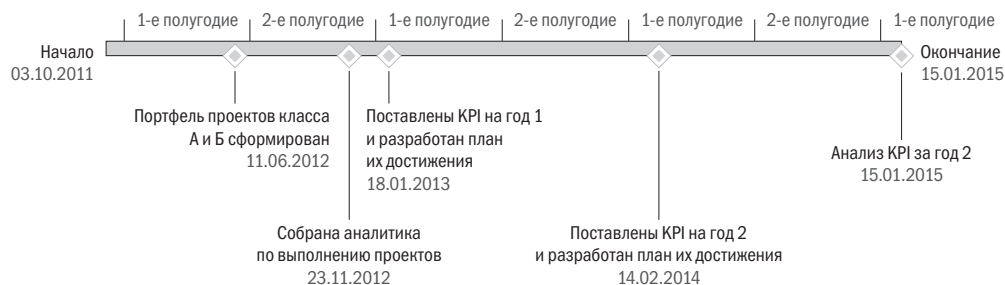 1-е полугодие
2-е полугодие
1-е полугодие
2-е полугодие
1-е полугодие
2-е полугодие
1-е полугодие
Начало
03.10.2011
Окончание
15.01.2015
Портфель проектов класса
А и Б сформирован
11.06.2012
Поставлены KPI на год 1
и разработан план
их достижения
18.01.2013
Анализ KPI за год 2
15.01.2015
Собрана аналитика
по выполнению проектов
23.11.2012
Поставлены KPI на год 2
и разработан план их достижения
14.02.2014